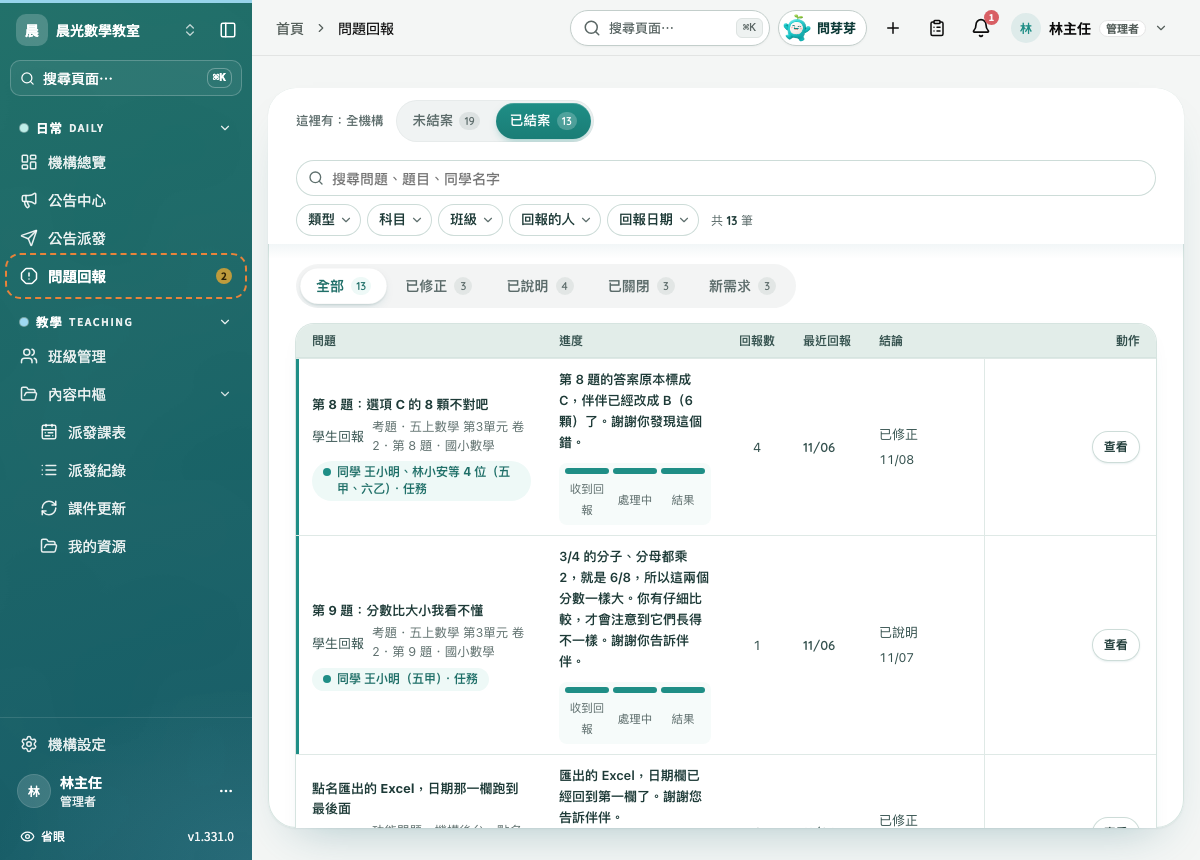 晨 晨光數學教室
搜尋頁面… ⌘K
日常 DAILY
機構總覽
公告中心
公告派發
問題回報 2
教學 TEACHING
班級管理
內容中樞
派發課表
派發紀錄
課件更新
我的資源
機構設定
林 林主任
管理者
省眼 v1.331.0
首頁 問題回報
搜尋頁面… ⌘K
問芽芽
1
林 林主任 管理者
這裡有：全機構 未結案 19 已結案 13
搜尋問題、題目、同學名字
類型 科目 班級 回報的人 回報日期 共 13 筆
全部 13 已修正 3 已說明 4 已關閉 3 新需求 3
問題 進度 回報數 最近回報 結論 動作
第 8 題：選項 C 的 8 顆不對吧
學生回報 考題 · 五上數學 第3單元 卷
2 · 第 8 題 · 國小數學
同學 王小明、林小安等 4 位（五
甲、六乙）· 任務
第 8 題的答案原本標成
C，伴伴已經改成 B（6
顆）了。謝謝你發現這個
錯。
收到回
報
處理中
結果
4
11/06
已修正
11/08
查看
第 9 題：分數比大小我看不懂
學生回報 考題 · 五上數學 第3單元 卷
2 · 第 9 題 · 國小數學
同學 王小明（五甲）· 任務
3/4 的分子、分母都乘
2，就是 6/8，所以這兩個
分數一樣大。你有仔細比
較，才會注意到它們長得
不一樣。謝謝你告訴伴
伴。
收到回
報
處理中
結果
1
11/06
已說明
11/07
查看
點名匯出的 Excel，日期那一欄跑到
最後面
匯出的 Excel，日期欄已
經回到第一欄了。謝謝您
告訴伴伴。
已修正